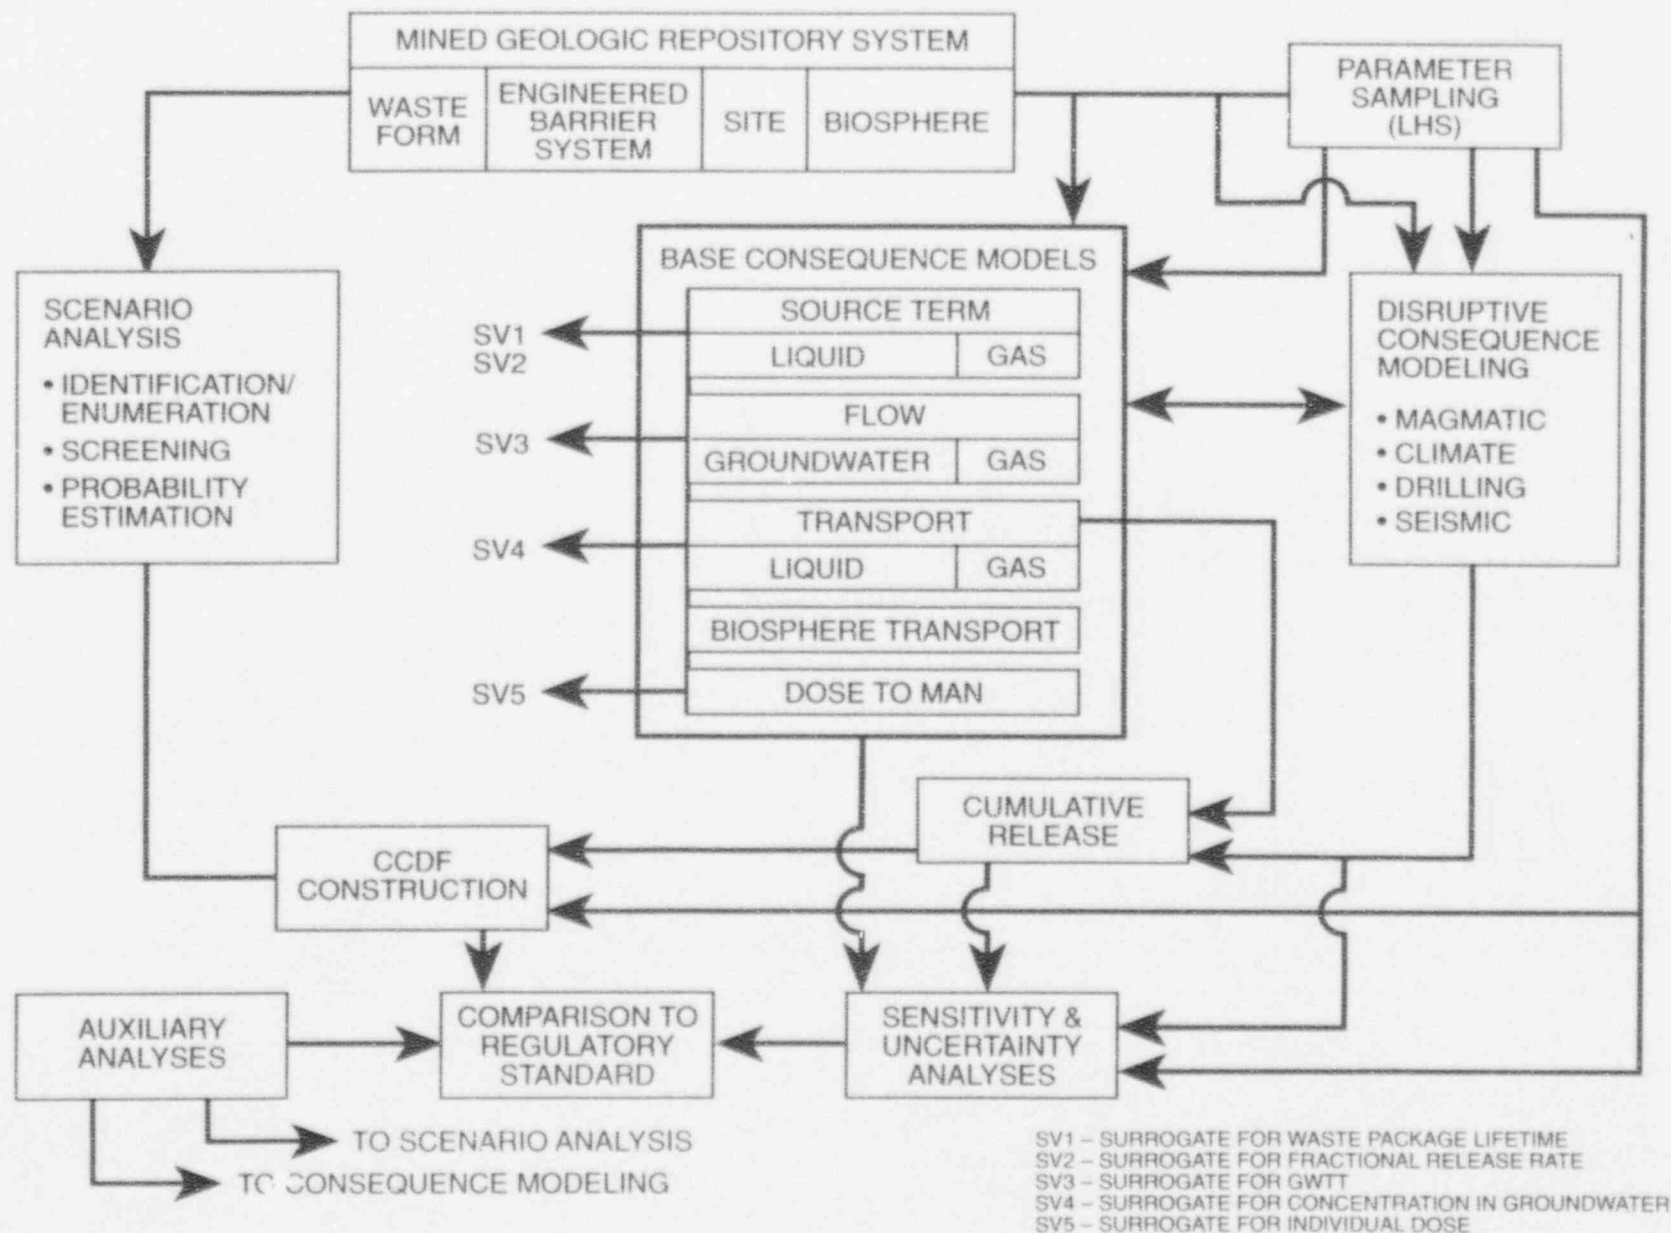 MINED GEOLOGIC REPOSITORY SYSTEM
WASTE
FORM
ENGINEERED
BARRIER
SYSTEM
SITE
BIOSPHERE
PARAMETER
SAMPLING
(LHS)
SCENARIO
ANALYSIS
• IDENTIFICATION/
ENUMERATION
• SCREENING
• PROBABILITY
ESTIMATION
BASE CONSEQUENCE MODELS
SOURCE TERM
LIQUID
GAS
FLOW
GROUNDWATER
GAS
TRANSPORT
LIQUID
GAS
BIOSPHERE TRANSPORT
DOSE TO MAN
SV1
SV2
SV3
SV4
SV5
DISRUPTIVE
CONSEQUENCE
MODELING
• MAGMATIC
• CLIMATE
• DRILLING
• SEISMIC
CUMULATIVE
RELEASE
CCDF
CONSTRUCTION
AUXILIARY
ANALYSES
COMPARISON TO
REGULATORY
STANDARD
SENSITIVITY &
UNCERTAINTY
ANALYSES
TO SCENARIO ANALYSIS
TO CONSEQUENCE MODELING
SV1 – SURROGATE FOR WASTE PACKAGE LIFETIME
SV2 – SURROGATE FOR FRACTIONAL RELEASE RATE
SV3 – SURROGATE FOR GWTT
SV4 – SURROGATE FOR CONCENTRATION IN GROUNDWATER
SV5 – SURROGATE FOR INDIVIDUAL DOSE